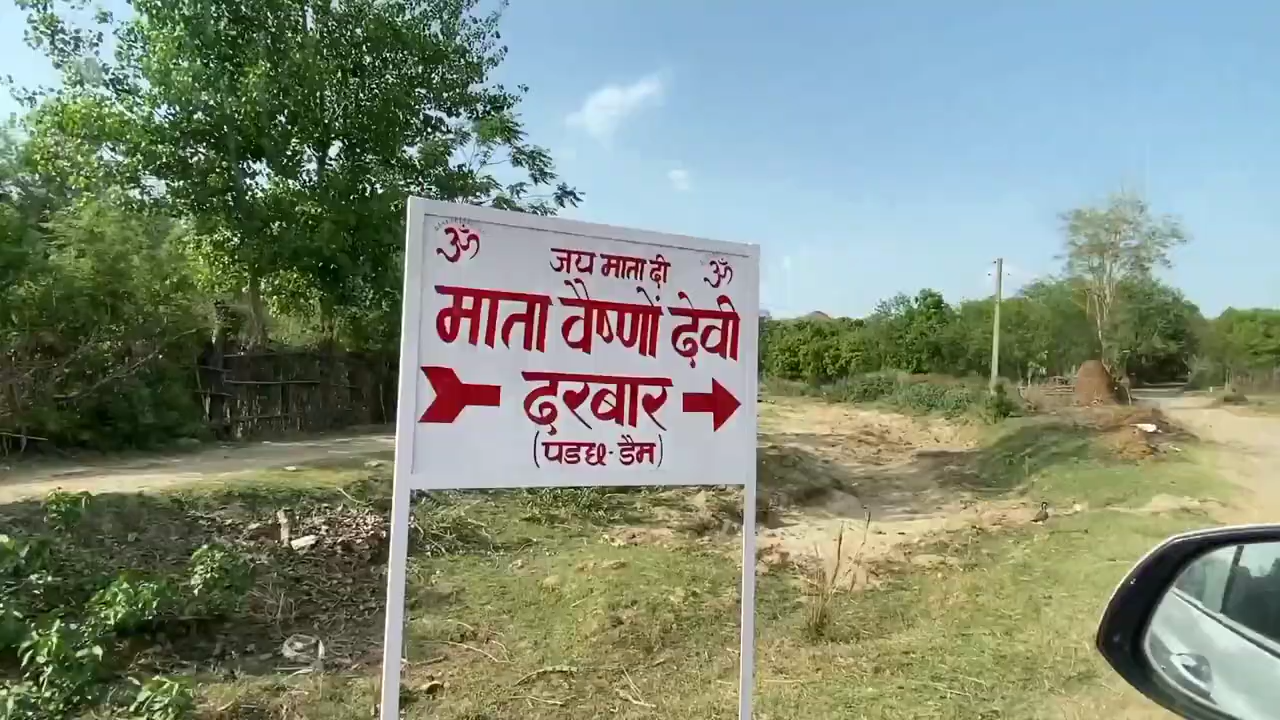 ॐ जय माता दी ॐ
माता वैष्णों देवी
दरबार
(पडछ-डैम)